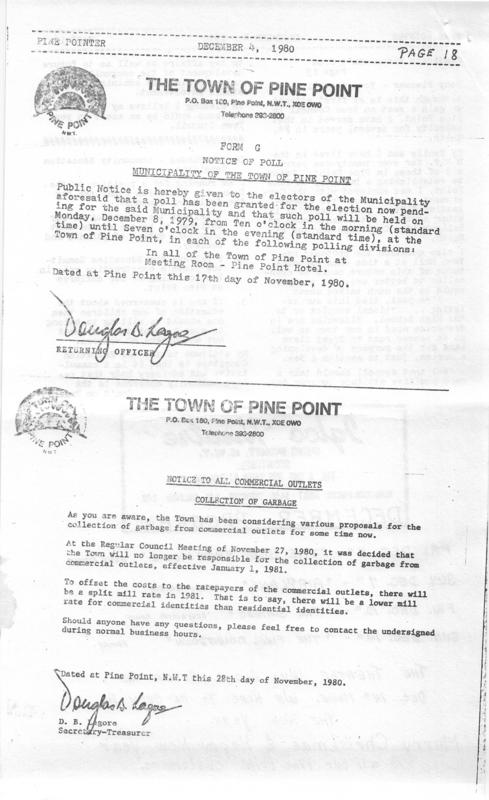 PINE POINTER
DECEMBER 4, 1980
PAGE 18
PINE POINT
N.W.T.
THE TOWN OF PINE POINT
P.O. Box 160, Pine Point, N.W.T., X0E 0W0
Telephone 393-2800
FORM G
NOTICE OF POLL
MUNICIPALITY OF THE TOWN OF PINE POINT
Public Notice is hereby given to the electors of the Municipality
aforesaid that a poll has been granted for the election now pend-
ing for the said Municipality and that such poll will be held on
Monday, December 8, 1979, from Ten o'clock in the morning (standard
time) until Seven o'clock in the evening (standard time), at the
Town of Pine Point, in each of the following polling divisions:
In all of the Town of Pine Point at
Meeting Room - Pine Point Hotel.
Dated at Pine Point this 17th day of November, 1980.
Douglas B. Lagore
RETURNING OFFICER
TOWN OF
PINE POINT
N.W.T.
THE TOWN OF PINE POINT
P.O. Box 160, Pine Point, N.W.T., X0E 0W0
Telephone 393-2800
NOTICE TO ALL COMMERCIAL OUTLETS
COLLECTION OF GARBAGE
As you are aware, the Town has been considering various proposals for the
collection of garbage from commercial outlets for some time now.
At the Regular Council Meeting of November 27, 1980, it was decided that
the Town will no longer be responsible for the collection of garbage from
commercial outlets, effective January 1, 1981.
To offset the costs to the ratepayers of the commercial outlets, there will
be a split mill rate in 1981. That is to say, there will be a lower mill
rate for commercial identities than residential identities.
Should anyone have any questions, please feel free to contact the undersigned
during normal business hours.
Dated at Pine Point, N.W.T this 28th day of November, 1980.
Douglas B. Lagore
D. B. Lagore
Secretary-Treasurer